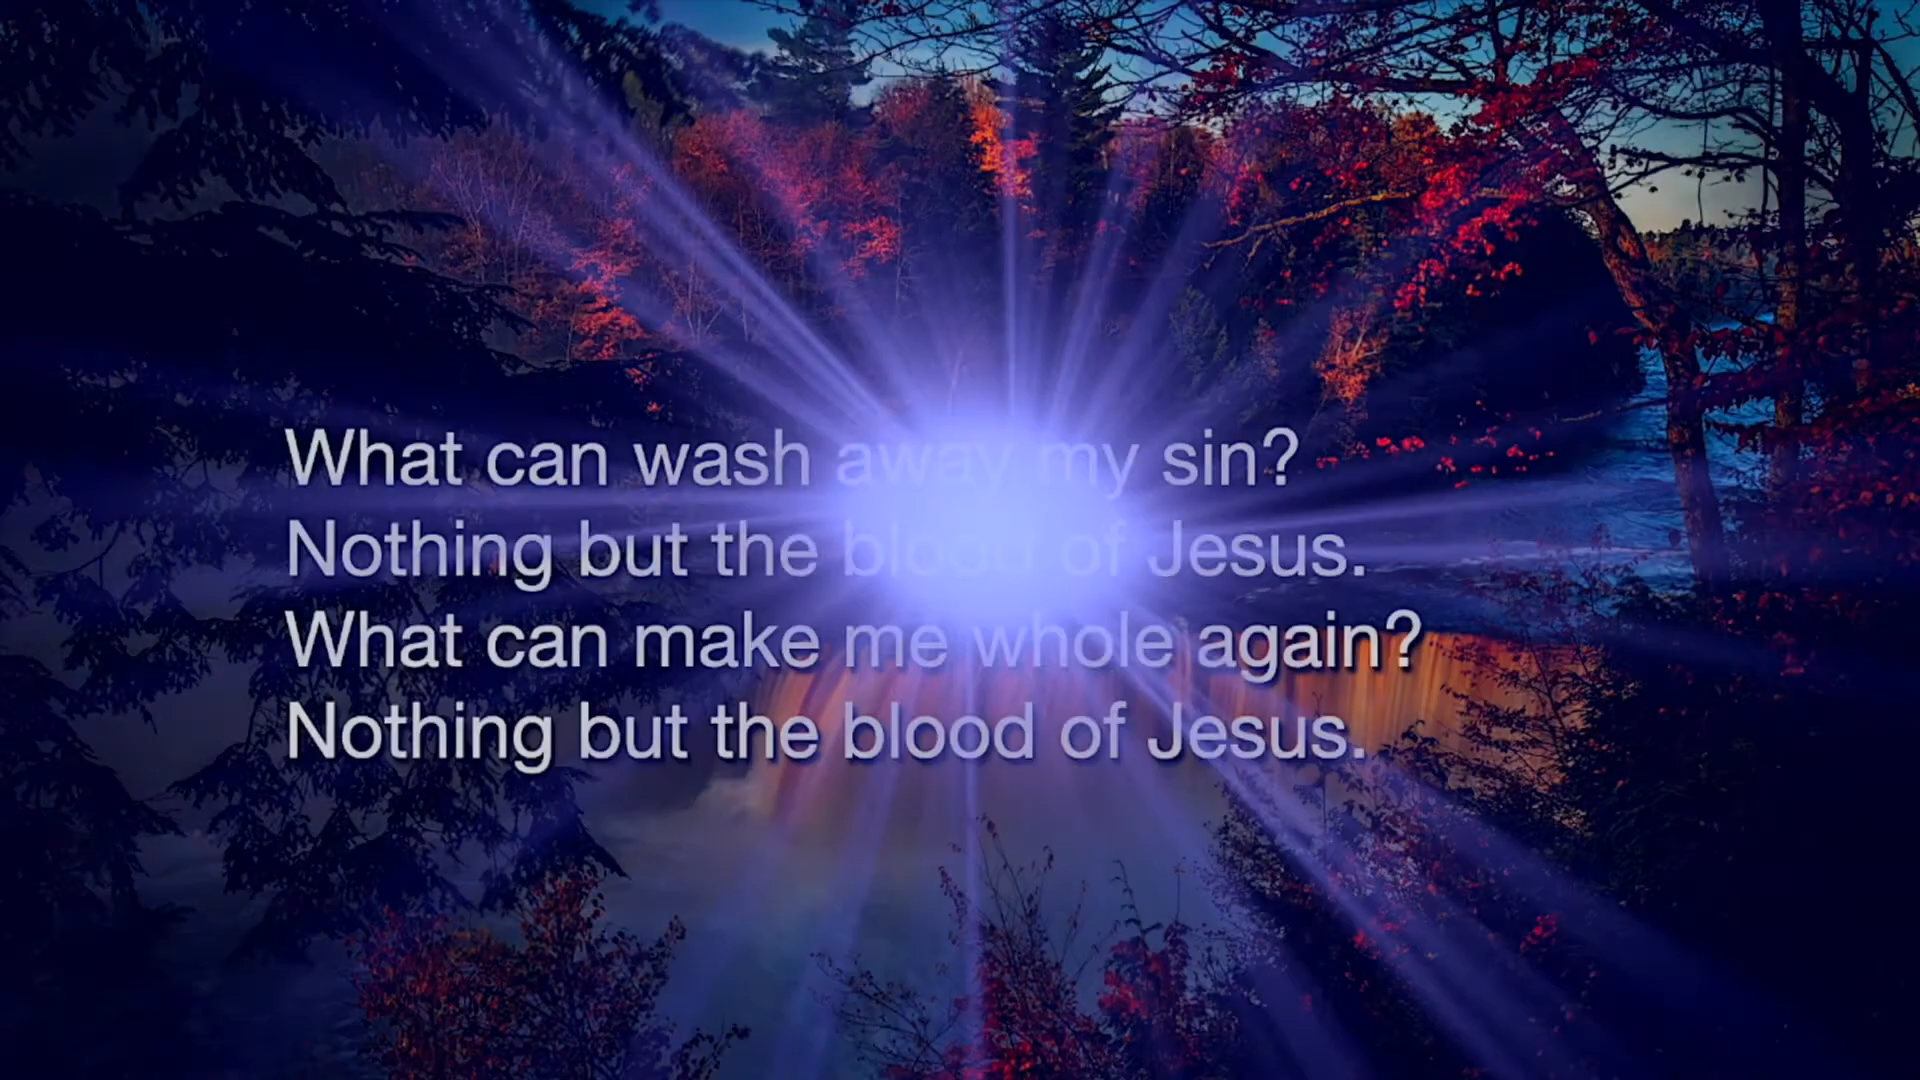 What can wash away my sin?
Nothing but the blood of Jesus.
What can make me whole again?
Nothing but the blood of Jesus.